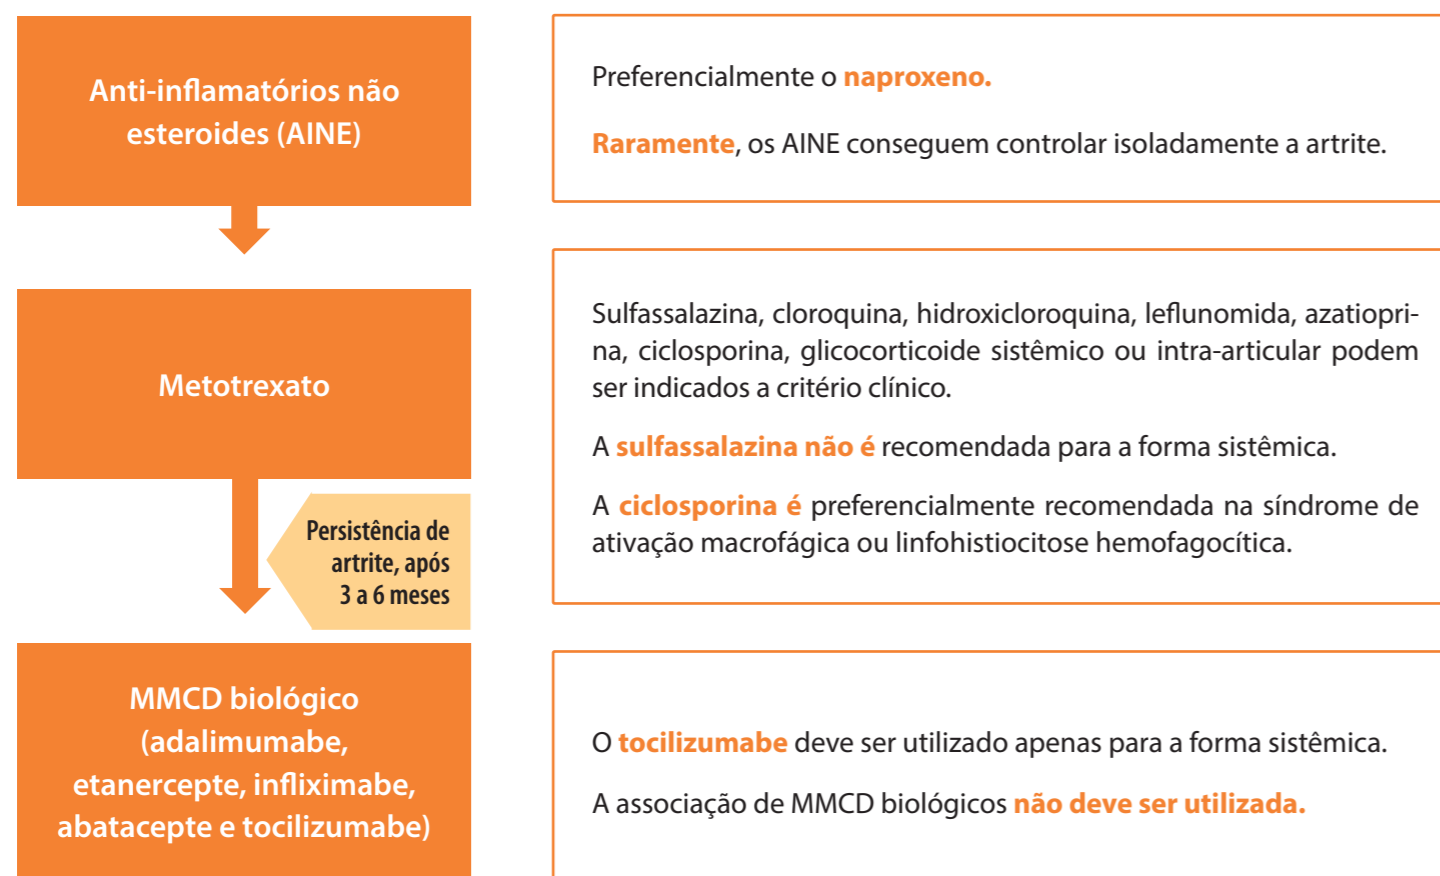 Anti-inflamatórios não
esteroides (AINE)
Preferencialmente o naproxeno.
Raramente, os AINE conseguem controlar isoladamente a artrite.
Metotrexato
Sulfassalazina, cloroquina, hidroxicloroquina, leflunomida, azatiopri-
na, ciclosporina, glicocorticoide sistêmico ou intra-articular podem
ser indicados a critério clínico.
A sulfassalazina não é recomendada para a forma sistêmica.
A ciclosporina é preferencialmente recomendada na síndrome de
ativação macrofágica ou linfohistiocitose hemofagocítica.
Persistência de
artrite, após
3 a 6 meses
MMCD biológico
(adalimumabe,
etanercepte, infliximabe,
abatacepte e tocilizumabe)
O tocilizumabe deve ser utilizado apenas para a forma sistêmica.
A associação de MMCD biológicos não deve ser utilizada.